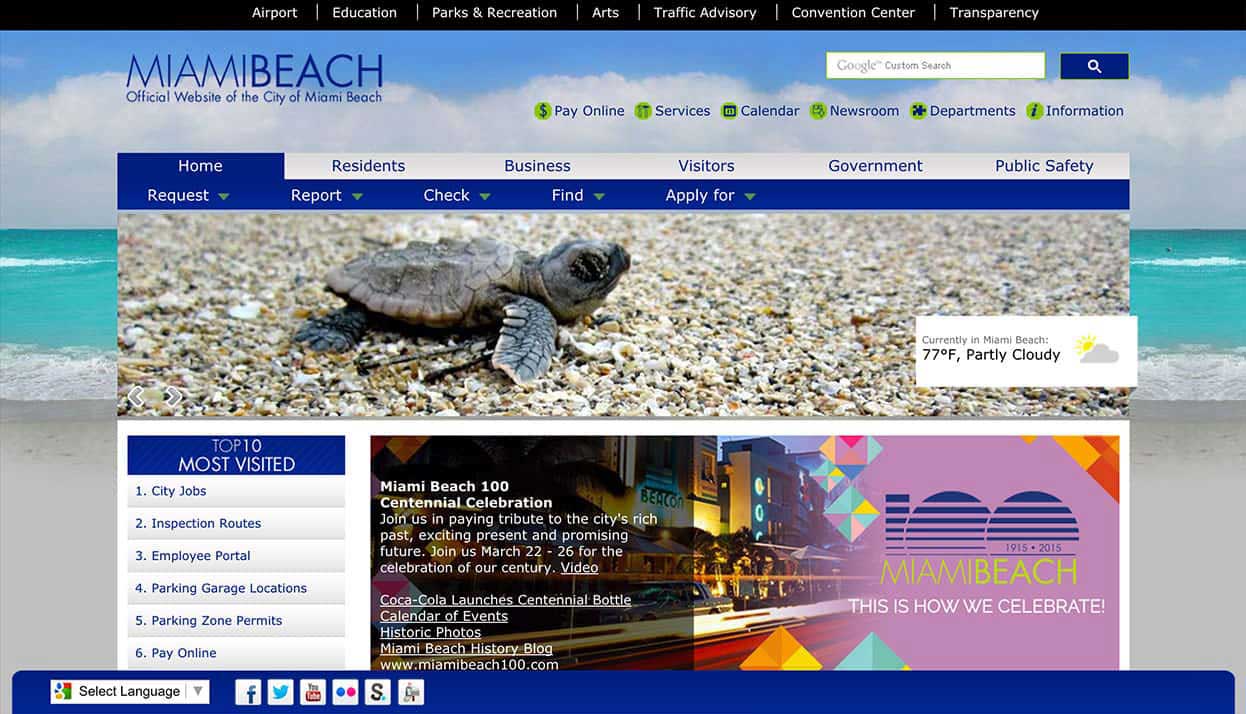 Airport | Education | Parks & Recreation | Arts | Traffic Advisory | Convention Center | Transparency
MIAMIBEACH
Official Website of the City of Miami Beach
Google™ Custom Search
Pay Online Services Calendar Newsroom Departments Information
Home Residents Business Visitors Government Public Safety
Request Report Check Find Apply for
Currently in Miami Beach:
77°F, Partly Cloudy
TOP10
MOST VISITED
1. City Jobs
2. Inspection Routes
3. Employee Portal
4. Parking Garage Locations
5. Parking Zone Permits
6. Pay Online
BEACON
Miami Beach 100
Centennial Celebration
Join us in paying tribute to the city's rich
past, exciting present and promising
future. Join us March 22 - 26 for the
celebration of our century. Video
Coca-Cola Launches Centennial Bottle
Calendar of Events
Historic Photos
Miami Beach History Blog
www.miamibeach100.com
100
1915 • 2015
MIAMIBEACH
THIS IS HOW WE CELEBRATE!
Select Language
You
Tube